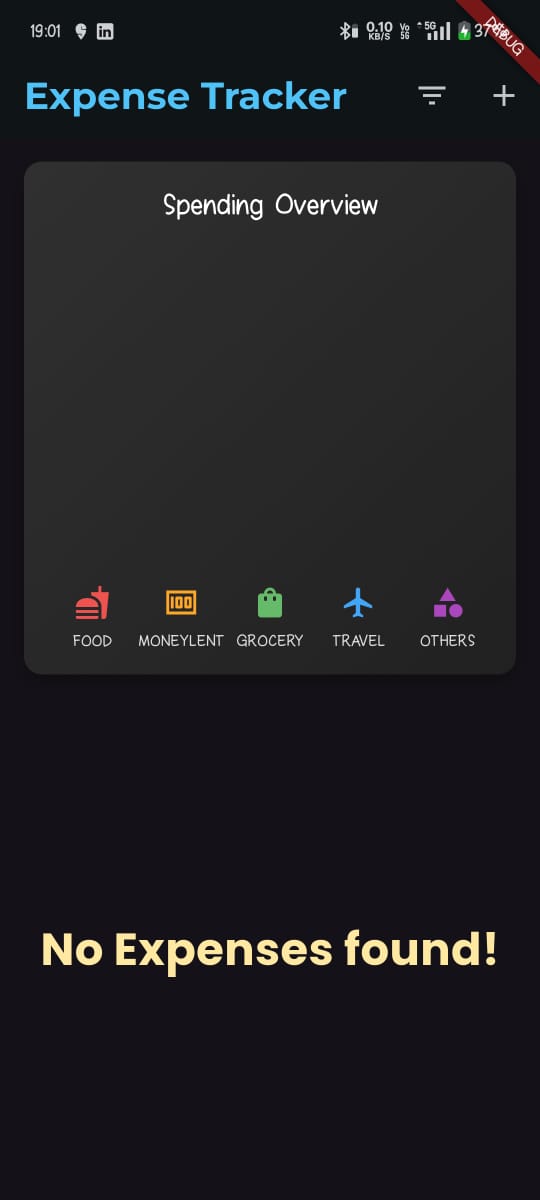 19:01 in 0.10 KB/S Vo 5G 5G 37
DEBUG
Expense Tracker
Spending Overview
100
FOOD MONEYLENT GROCERY TRAVEL OTHERS
No Expenses found!